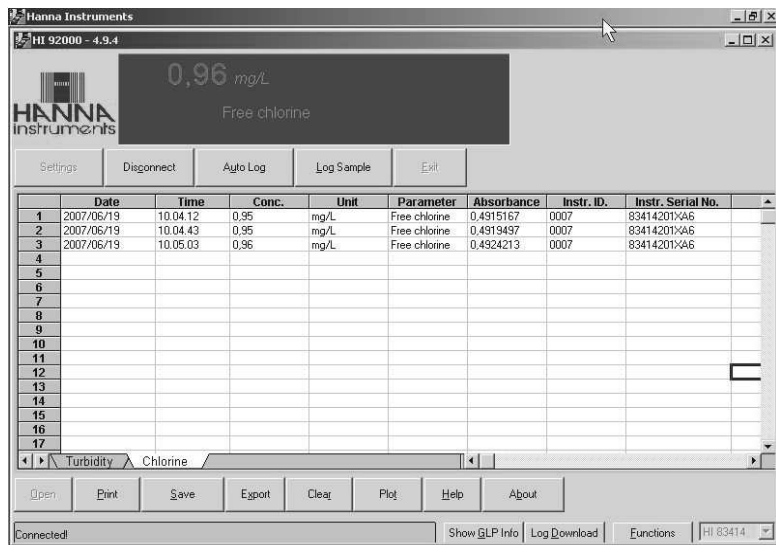 Hanna Instruments
HI 92000 - 4.9.4
HANNA
instruments
0,96 mg/L
Free chlorine
Settings Disconnect Auto Log Log Sample Exit
Date Time Conc. Unit Parameter Absorbance Instr. ID. Instr. Serial No.
1 2007/06/19 10.04.12 0,95 mg/L Free chlorine 0,4915167 0007 83414201XA6
2 2007/06/19 10.04.43 0,95 mg/L Free chlorine 0,4919497 0007 83414201XA6
3 2007/06/19 10.05.03 0,96 mg/L Free chlorine 0,4924213 0007 83414201XA6
4
5
6
7
8
9
10
11
12
13
14
15
16
17
Turbidity Chlorine
Open Print Save Export Clear Plot Help About
Connected! Show GLP Info Log Download Functions HI 83414